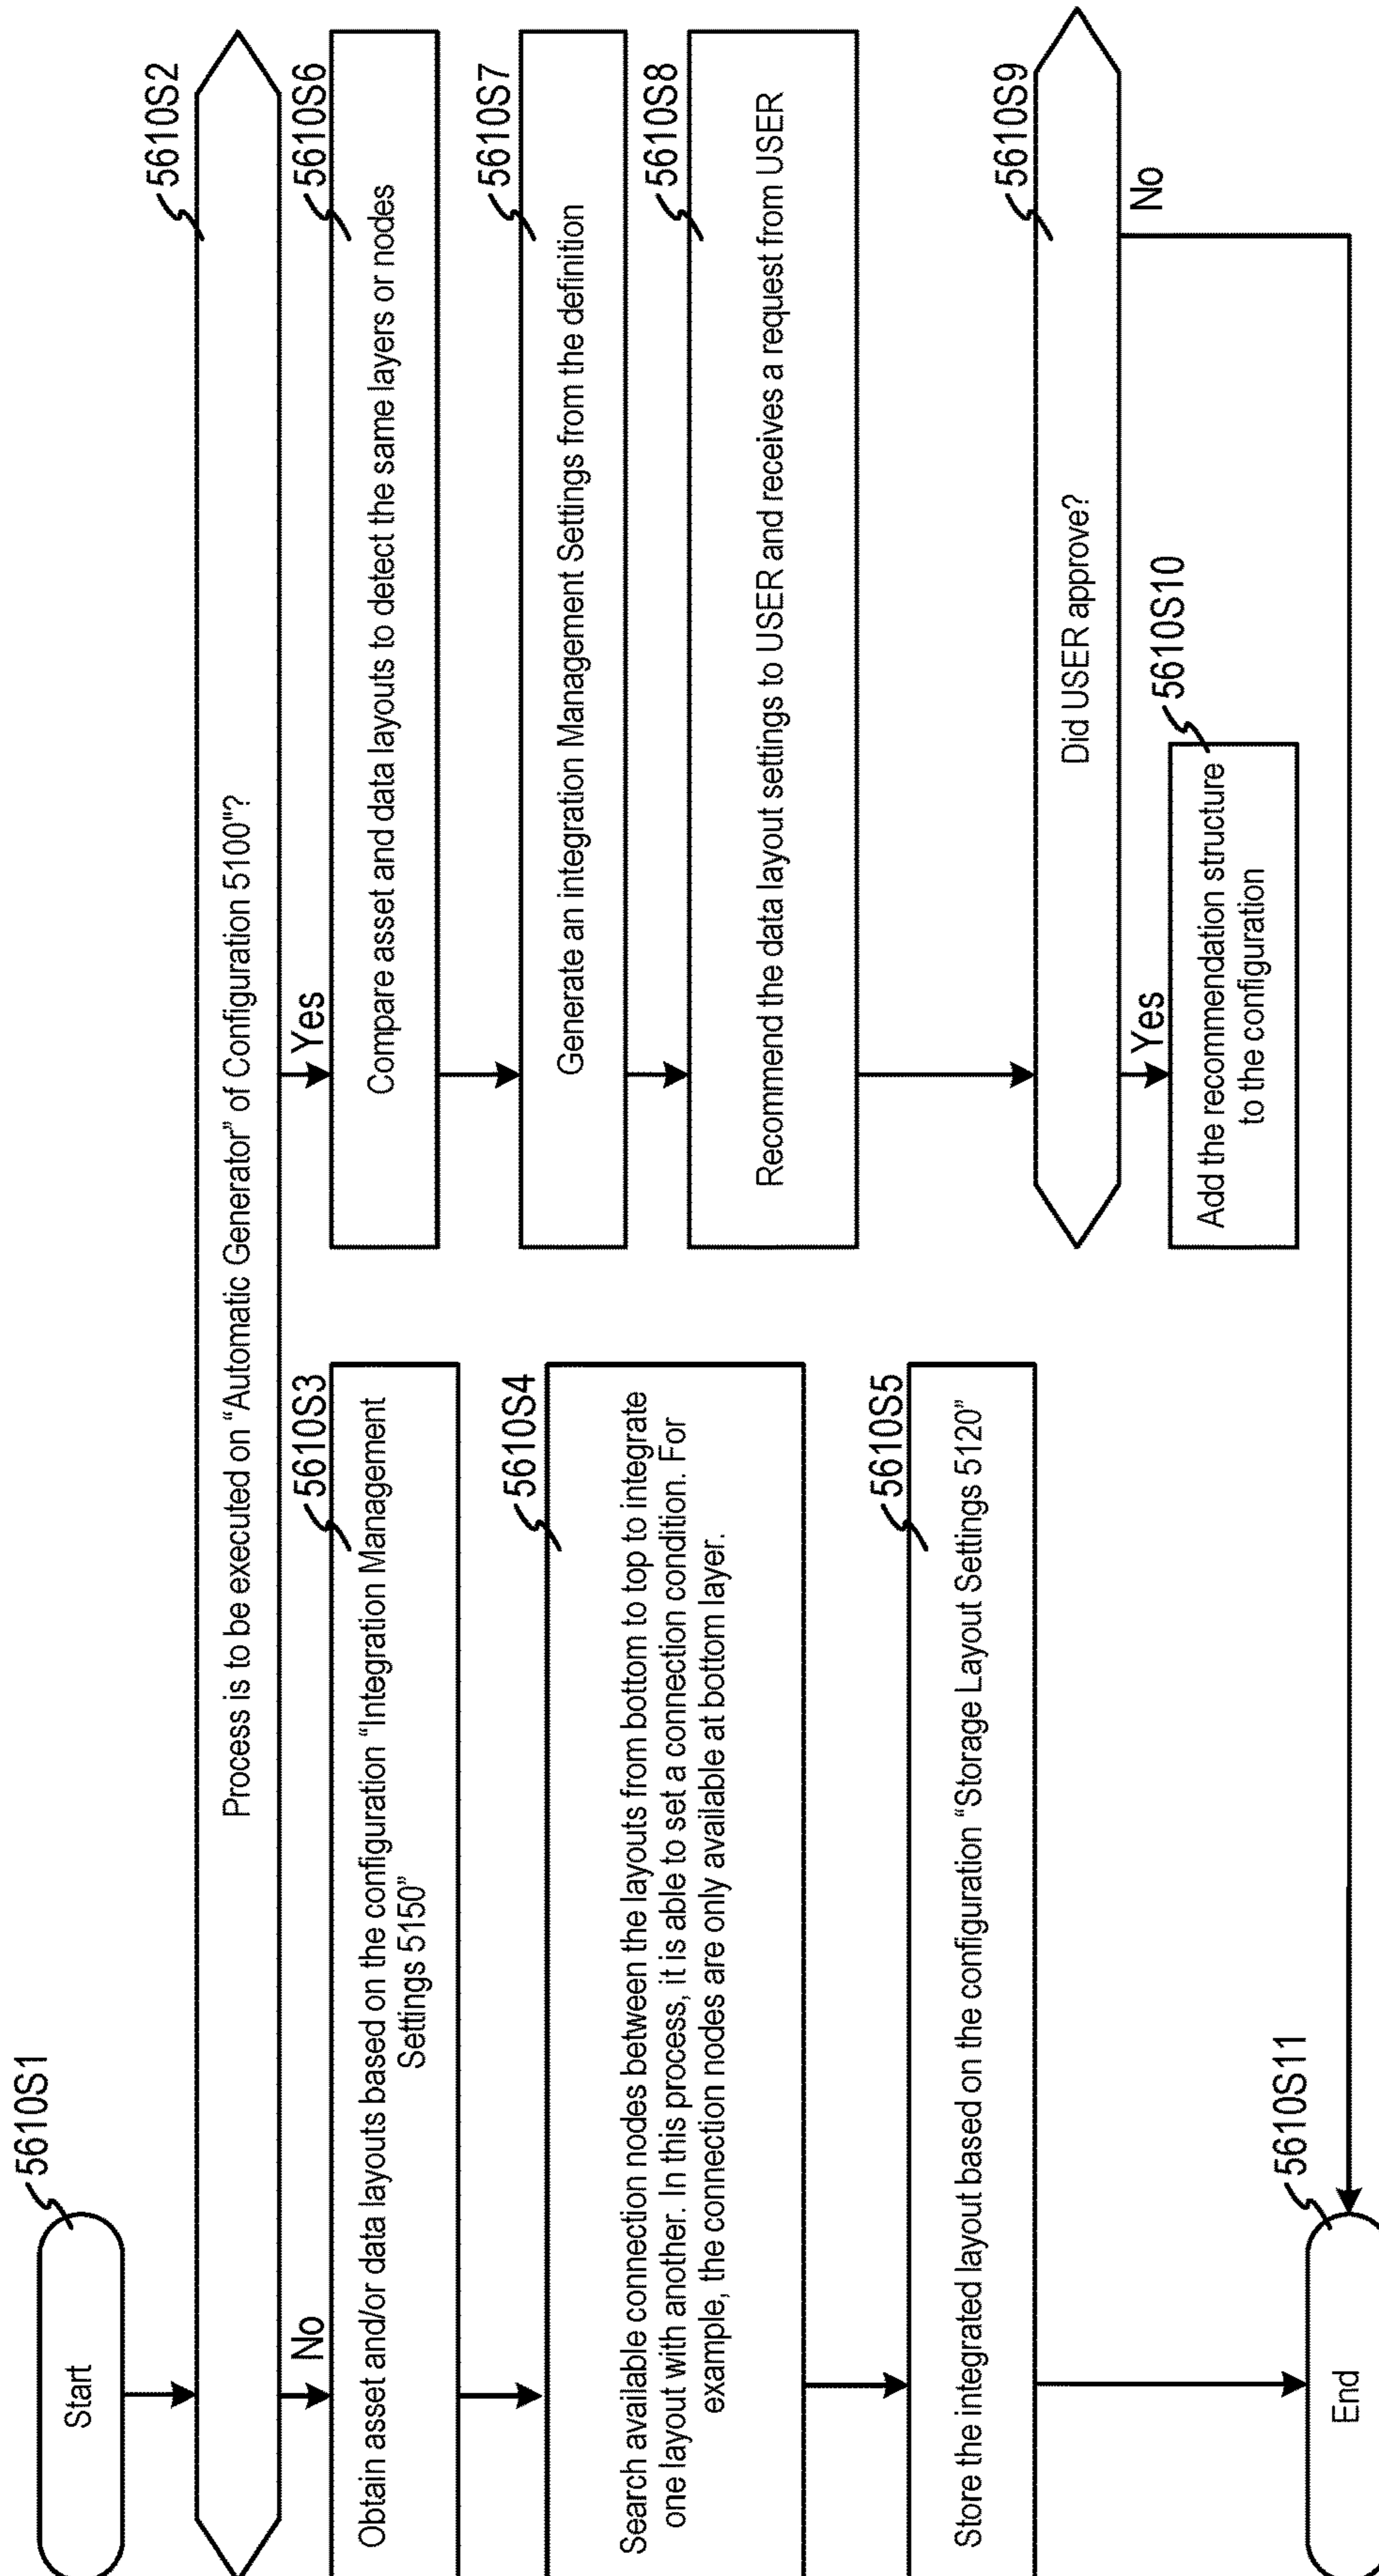 5610S1
Start
5610S2
Process is to be executed on “Automatic Generator” of Configuration 5100"?
No
5610S3
Obtain asset and/or data layouts based on the configuration “Integration Management
Settings 5150”
5610S4
Search available connection nodes between the layouts from bottom to top to integrate
one layout with another. In this process, it is able to set a connection condition. For
example, the connection nodes are only available at bottom layer.
5610S5
Store the integrated layout based on the configuration “Storage Layout Settings 5120”
Yes
5610S6
Compare asset and data layouts to detect the same layers or nodes
5610S7
Generate an integration Management Settings from the definition
5610S8
Recommend the data layout settings to USER and receives a request from USER
5610S9
Did USER approve?
No
Yes
5610S10
Add the recommendation structure
to the configuration
5610S11
End